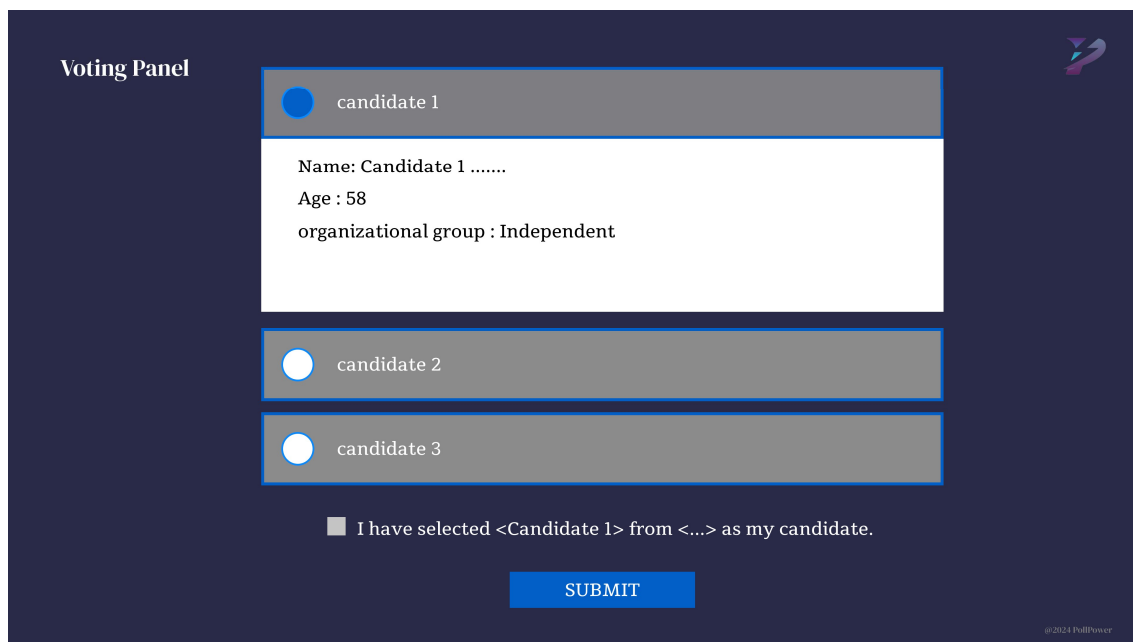 Voting Panel
candidate 1
Name: Candidate 1 .......
Age : 58
organizational group : Independent
candidate 2
candidate 3
I have selected <Candidate 1> from <...> as my candidate.
SUBMIT
@2024 PollPower